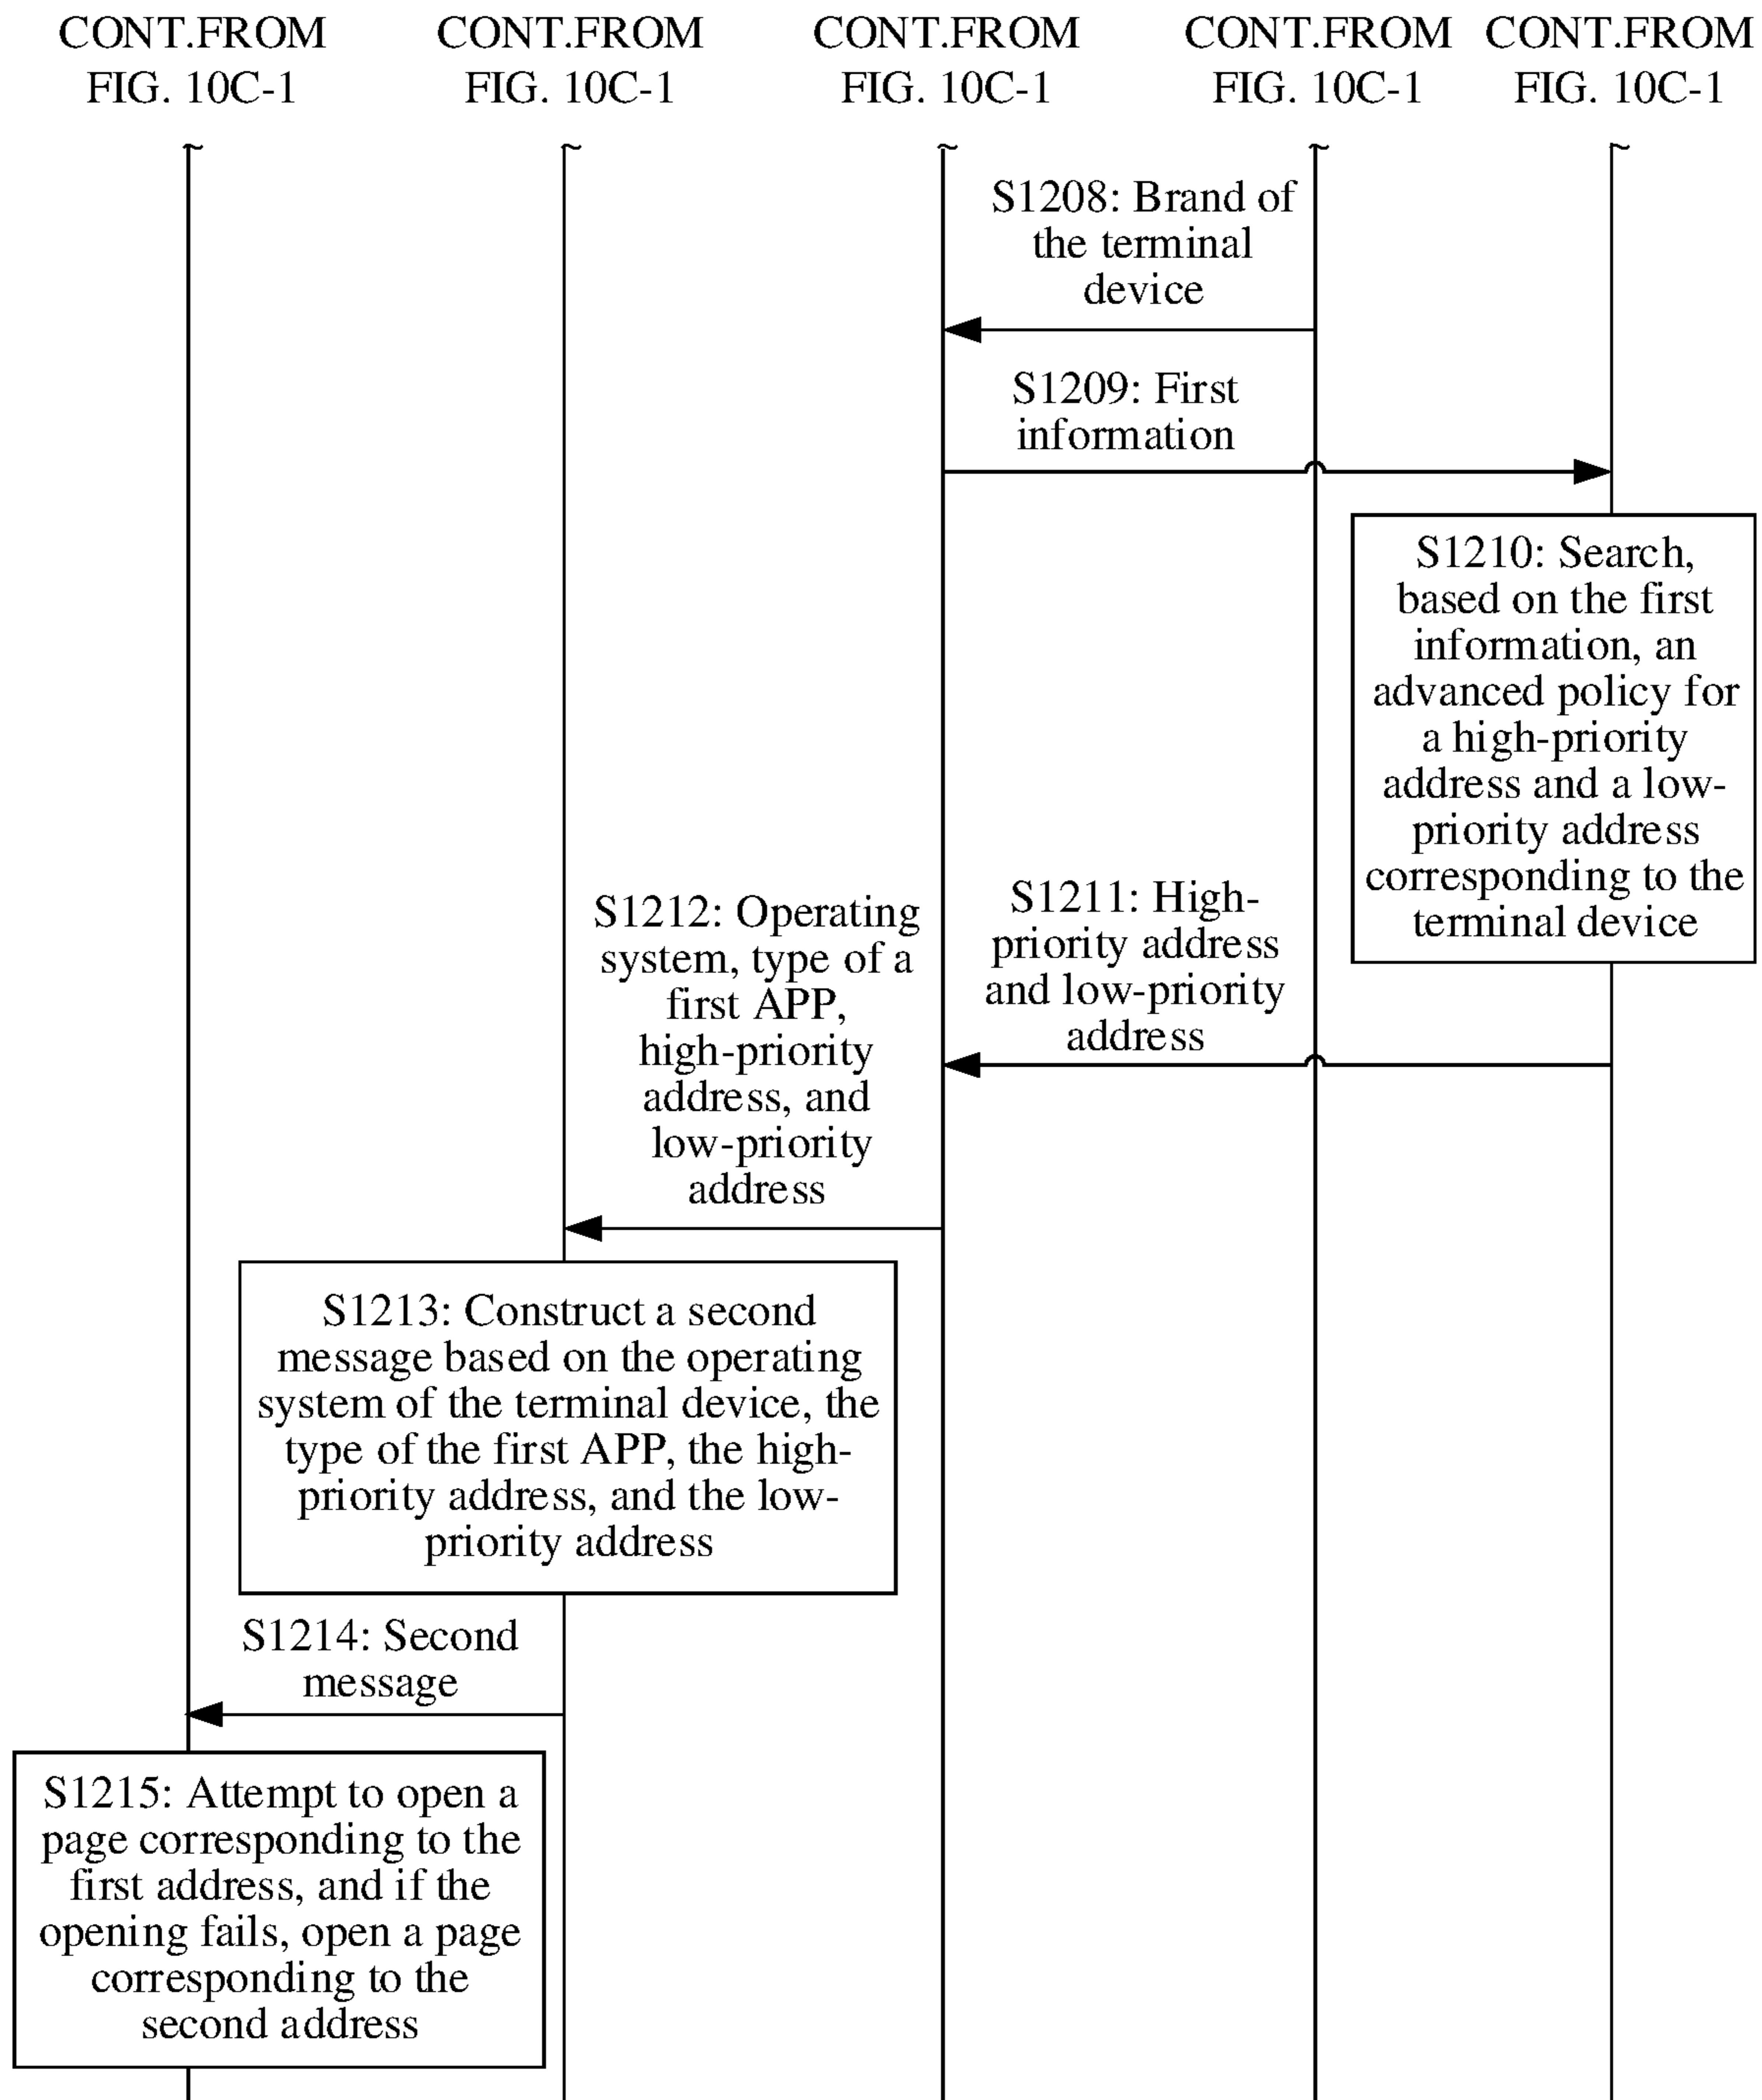 CONT.FROM
FIG. 10C-1
CONT.FROM
FIG. 10C-1
CONT.FROM
FIG. 10C-1
CONT.FROM
FIG. 10C-1
CONT.FROM
FIG. 10C-1
S1208: Brand of
the terminal
device
S1209: First
information
S1210: Search,
based on the first
information, an
advanced policy for
a high-priority
address and a low-
priority address
corresponding to the
terminal device
S1211: High-
priority address
and low-priority
address
S1212: Operating
system, type of a
first APP,
high-priority
address, and
low-priority
address
S1213: Construct a second
message based on the operating
system of the terminal device, the
type of the first APP, the high-
priority address, and the low-
priority address
S1214: Second
message
S1215: Attempt to open a
page corresponding to the
first address, and if the
opening fails, open a page
corresponding to the
second address